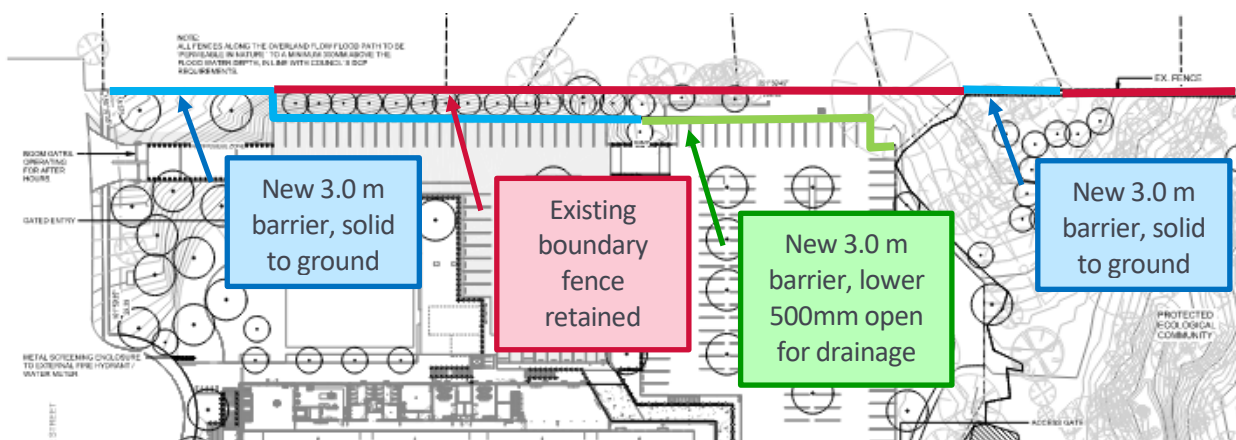 NOTE:
ALL FENCES ALONG THE OVERLAND FLOW FLOOD PATH TO BE
'PERMEABLE IN NATURE' TO A MINIMUM 300MM ABOVE THE
FLOOD WATER DEPTH, IN LINE WITH COUNCIL'S DCP
REQUIREMENTS.
EX. FENCE
BOOM GATES
OPERATING
FOR AFTER
HOURS
GATED ENTRY
New 3.0 m
barrier, solid
to ground
Existing
boundary
fence
retained
New 3.0 m
barrier, lower
500mm open
for drainage
New 3.0 m
barrier, solid
to ground
PROTECTED
ECOLOGICAL
COMMUNITY
METAL SCREENING ENCLOSURE
TO EXTERNAL FIRE HYDRANT /
WATER METER
STREET
ACCESS GATE